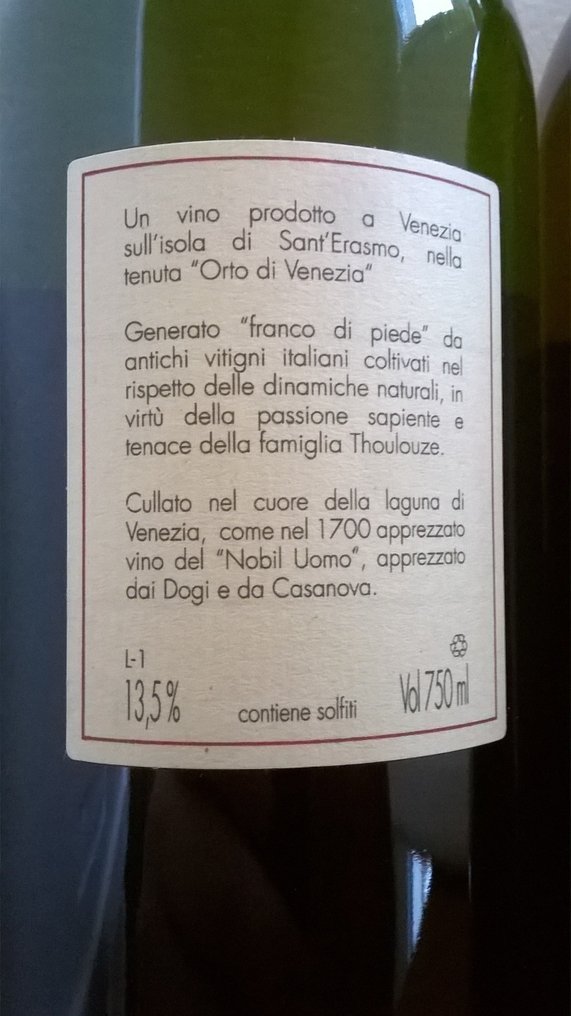 Un vino prodotto a Venezia
sull'isola di Sant'Erasmo, nella
tenuta "Orto di Venezia"
Generato "franco di piede" da
antichi vitigni italiani coltivati nel
rispetto delle dinamiche naturali, in
virtù della passione sapiente e
tenace della famiglia Thoulouze.
Cullato nel cuore della laguna di
Venezia, come nel 1700 apprezzato
vino del "Nobil Uomo", apprezzato
dai Dogi e da Casanova.
L-1
13,5% contiene solfiti Vol 750 ml